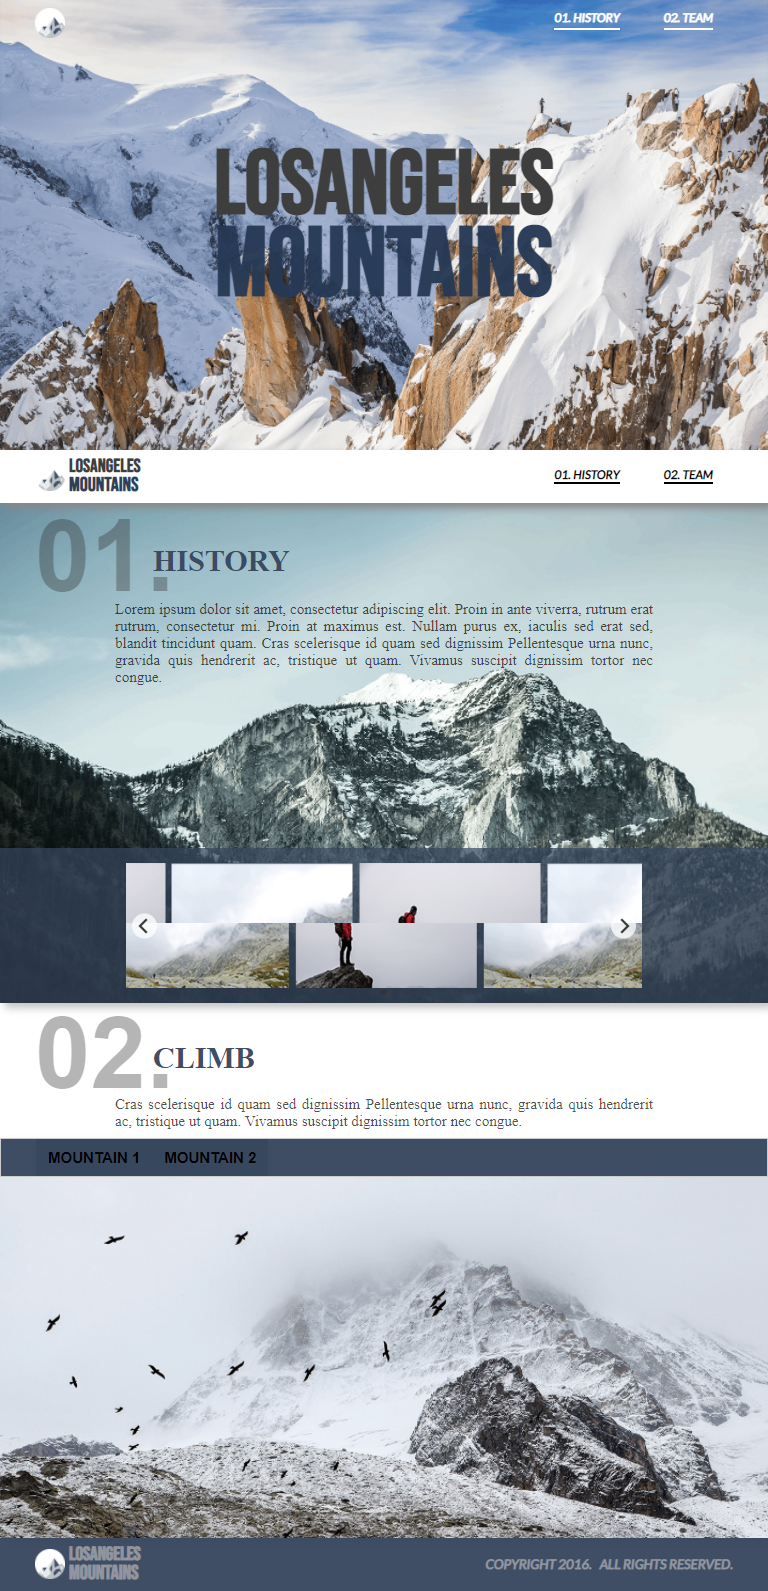 01. HISTORY
02. TEAM
LOSANGELES
MOUNTAINS
LOSANGELES
MOUNTAINS
01. HISTORY
02. TEAM
01.
HISTORY
Lorem ipsum dolor sit amet, consectetur adipiscing elit. Proin in ante viverra, rutrum erat
rutrum, consectetur mi. Proin at maximus est. Nullam purus ex, iaculis sed erat sed,
blandit tincidunt quam. Cras scelerisque id quam sed dignissim Pellentesque urna nunc,
gravida quis hendrerit ac, tristique ut quam. Vivamus suscipit dignissim tortor nec
congue.
02.
CLIMB
Cras scelerisque id quam sed dignissim Pellentesque urna nunc, gravida quis hendrerit
ac, tristique ut quam. Vivamus suscipit dignissim tortor nec congue.
MOUNTAIN 1
MOUNTAIN 2
LOSANGELES
MOUNTAINS
COPYRIGHT 2016. ALL RIGHTS RESERVED.